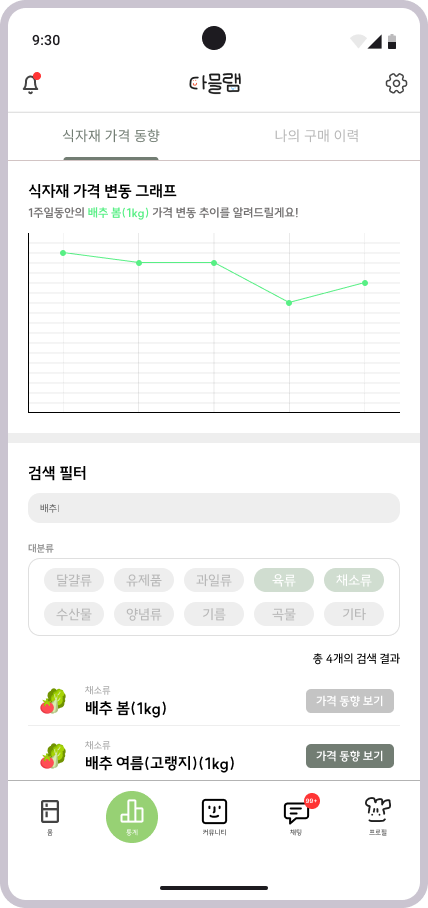 9:30
다믈랩
식자재 가격 동향
나의 구매 이력
식자재 가격 변동 그래프
1주일동안의 배추 봄(1kg) 가격 변동 추이를 알려드릴게요!
검색 필터
배추|
대분류
달걀류 유제품 과일류 육류 채소류
수산물 양념류 기름 곡물 기타
총 4개의 검색 결과
채소류
배추 봄(1kg)
가격 동향 보기
채소류
배추 여름(고랭지)(1kg)
가격 동향 보기
99+
홈 통계 커뮤니티 채팅 프로필